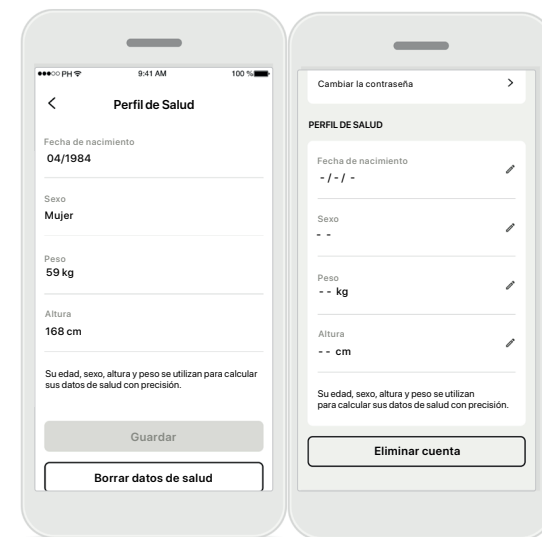 ●●●○○ PH 9:41 AM 100 %
Perfil de Salud
Fecha de nacimiento
04/1984
Sexo
Mujer
Peso
59 kg
Altura
168 cm
Su edad, sexo, altura y peso se utilizan para calcular
sus datos de salud con precisión.
Guardar
Borrar datos de salud
Cambiar la contraseña
PERFIL DE SALUD
Fecha de nacimiento
- / - / -
Sexo
- -
Peso
- - kg
Altura
- - cm
Su edad, sexo, altura y peso se utilizan
para calcular sus datos de salud con precisión.
Eliminar cuenta